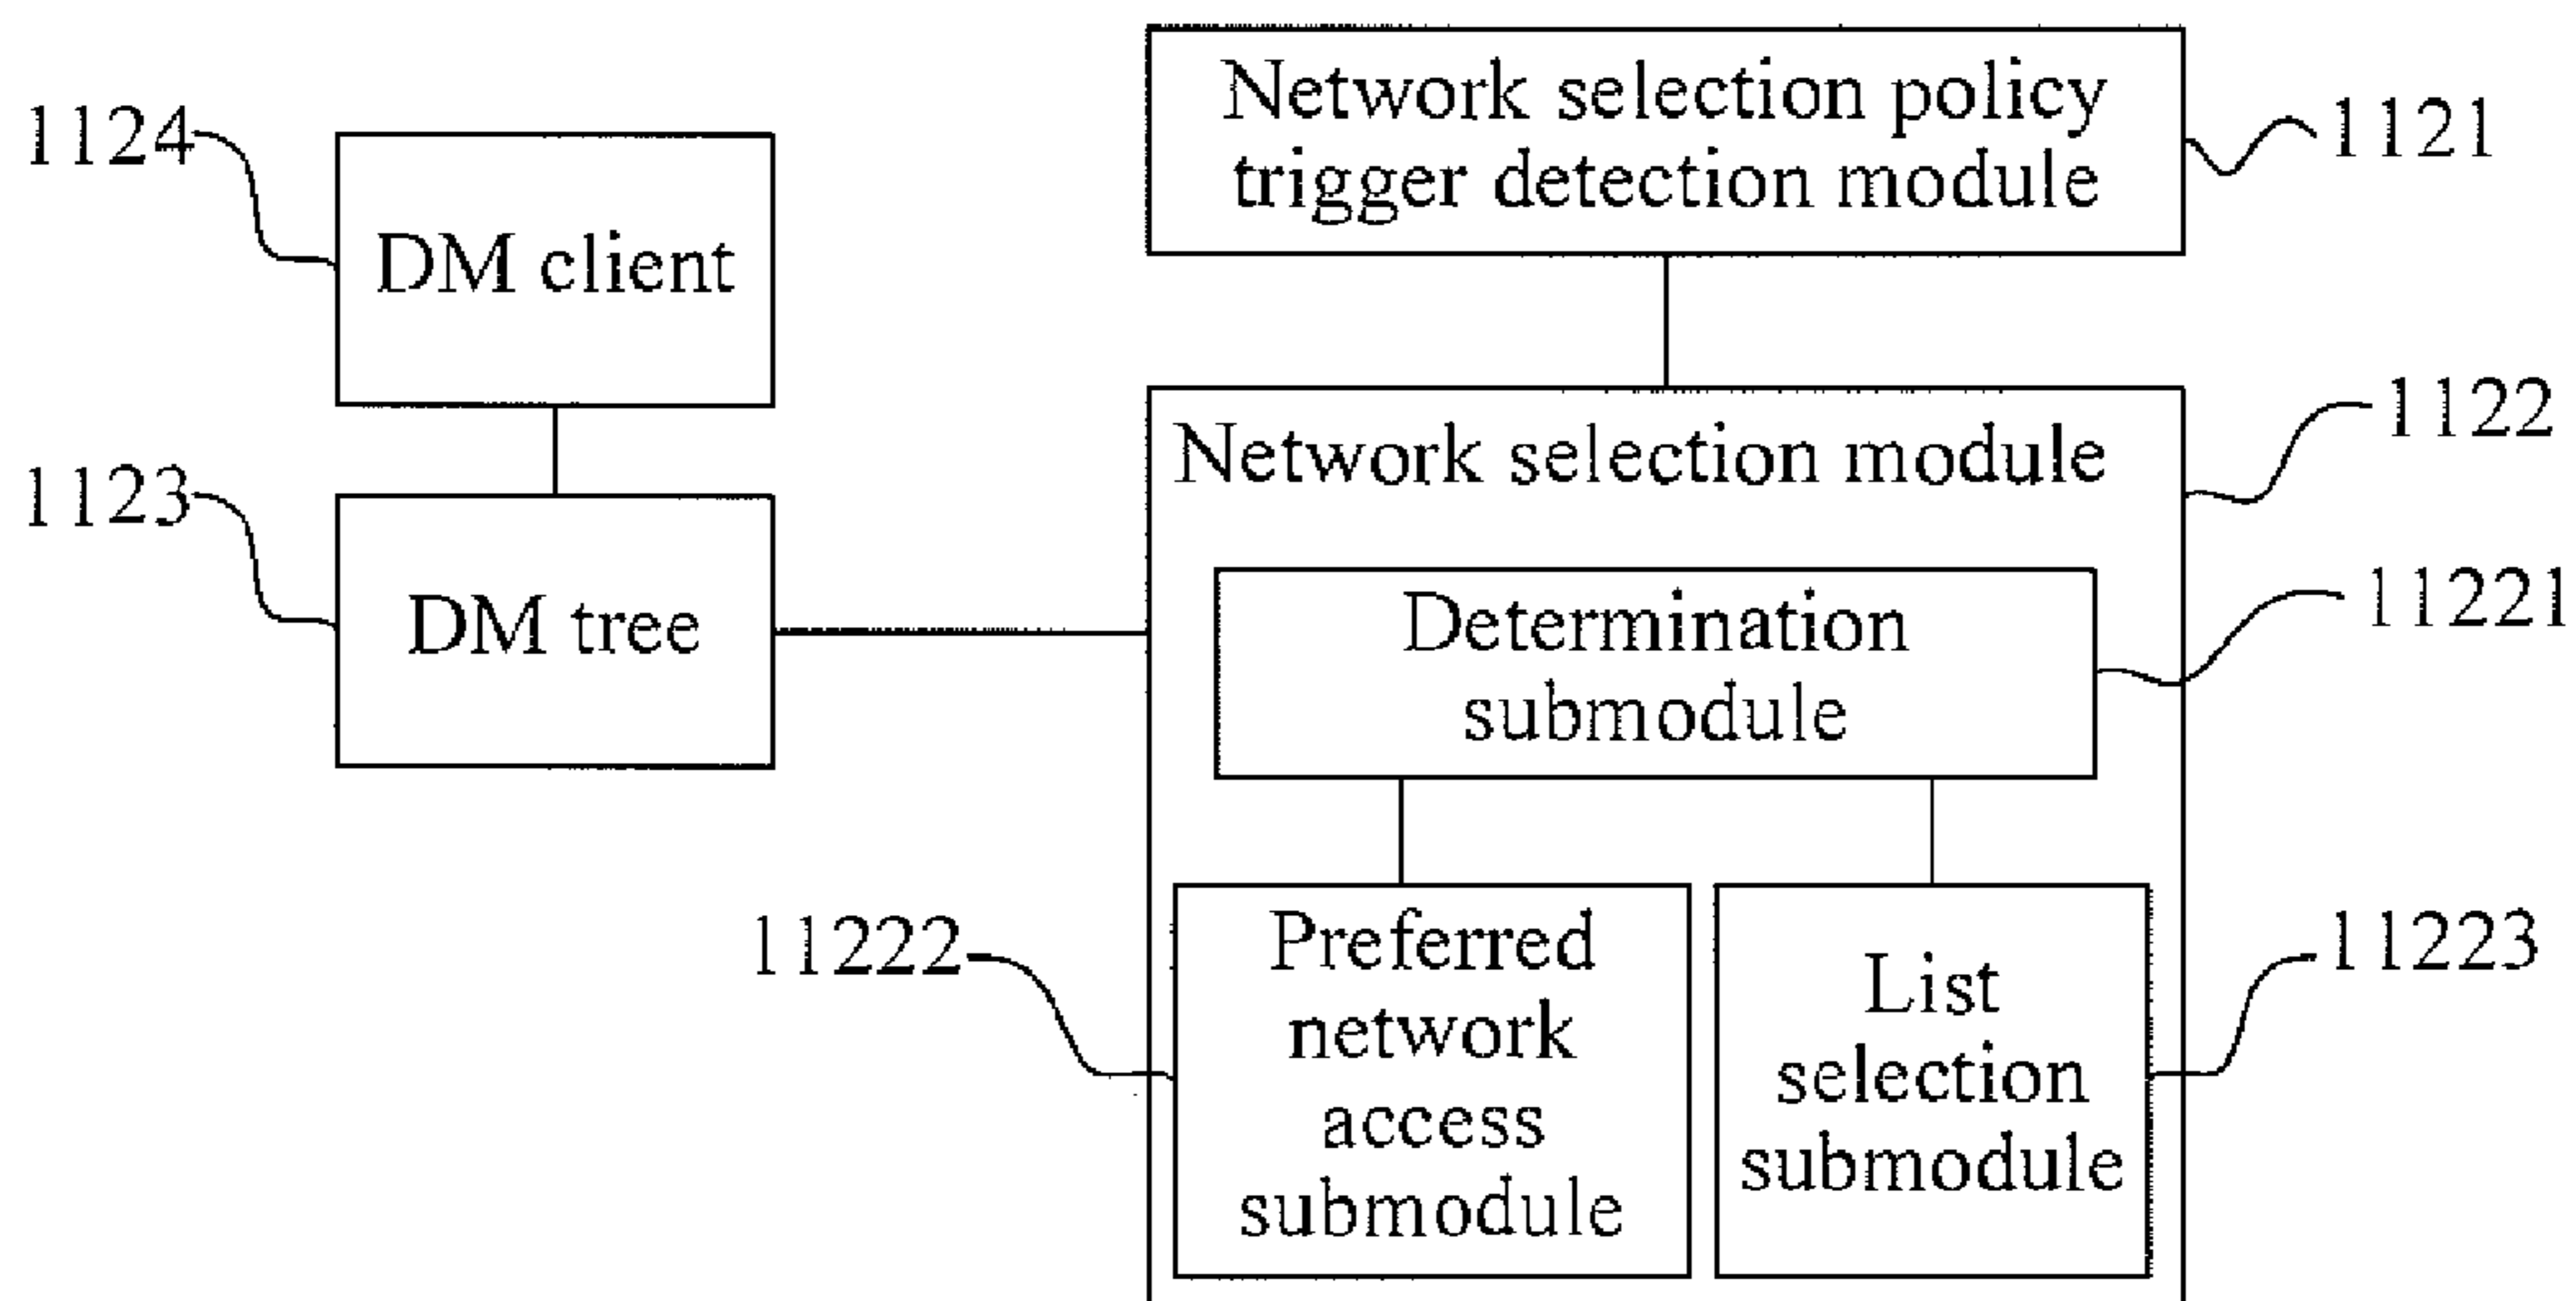 Network selection policy
trigger detection module
1121
1124
DM client
1122
Network selection module
1123
DM tree
11221
Determination
submodule
11222
Preferred
network
access
submodule
11223
List
selection
submodule